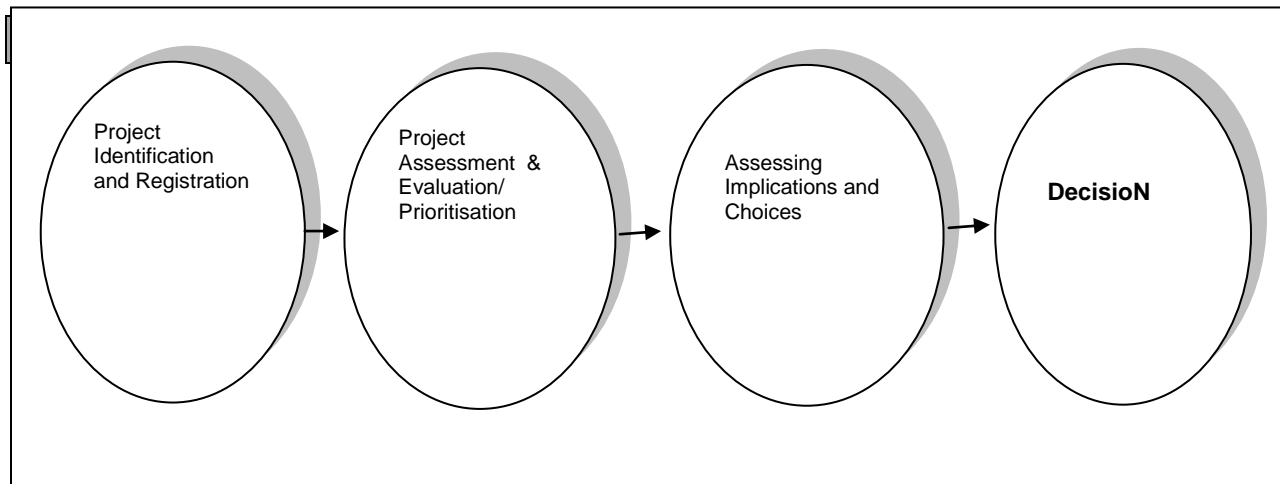 Project
Identification
and Registration
Project
Assessment &
Evaluation/
Prioritisation
Assessing
Implications and
Choices
DecisioN